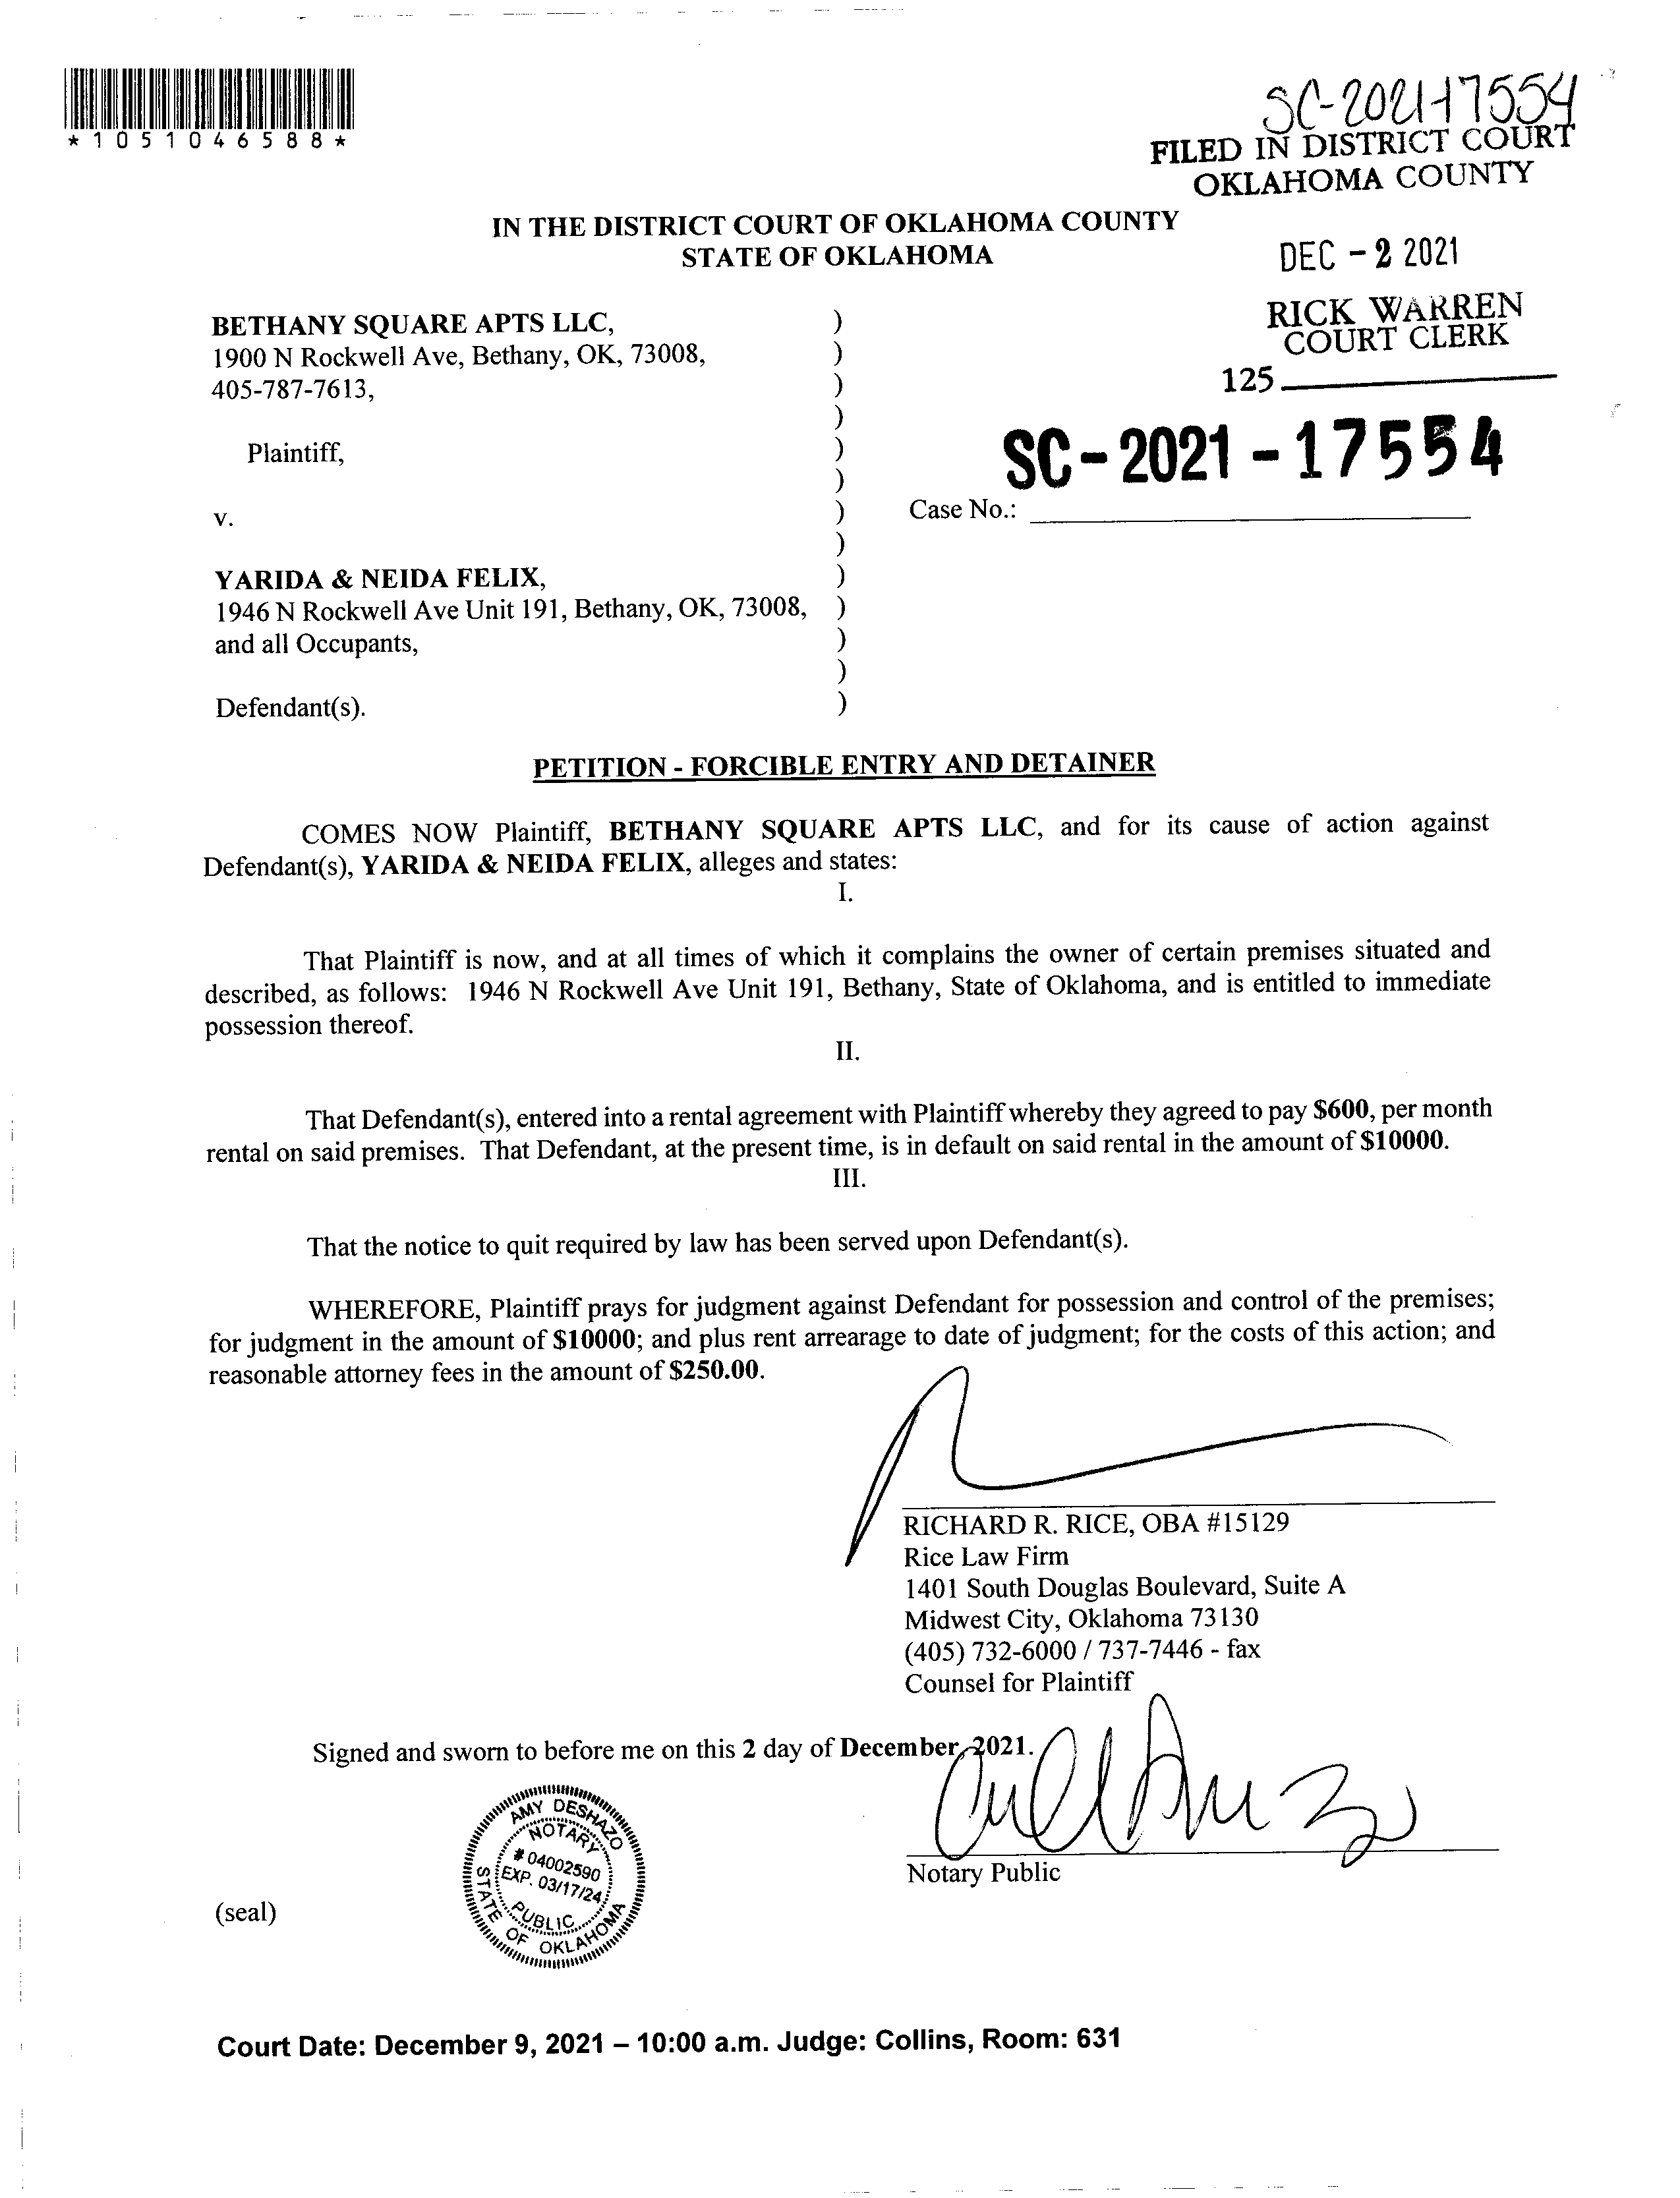 *1051046588*
SC-2021-17554
FILED IN DISTRICT COURT
OKLAHOMA COUNTY
IN THE DISTRICT COURT OF OKLAHOMA COUNTY
STATE OF OKLAHOMA
DEC - 2 2021
RICK WARREN
COURT CLERK
125
BETHANY SQUARE APTS LLC, )
1900 N Rockwell Ave, Bethany, OK, 73008, )
405-787-7613, )
)
Plaintiff, )
)
SC-2021-17554
v. ) Case No.:
)
YARIDA & NEIDA FELIX, )
1946 N Rockwell Ave Unit 191, Bethany, OK, 73008, )
and all Occupants, )
)
Defendant(s). )
PETITION - FORCIBLE ENTRY AND DETAINER
COMES NOW Plaintiff, BETHANY SQUARE APTS LLC, and for its cause of action against
Defendant(s), YARIDA & NEIDA FELIX, alleges and states:
I.
That Plaintiff is now, and at all times of which it complains the owner of certain premises situated and
described, as follows: 1946 N Rockwell Ave Unit 191, Bethany, State of Oklahoma, and is entitled to immediate
possession thereof.
II.
That Defendant(s), entered into a rental agreement with Plaintiff whereby they agreed to pay $600, per month
rental on said premises. That Defendant, at the present time, is in default on said rental in the amount of $10000.
III.
That the notice to quit required by law has been served upon Defendant(s).
WHEREFORE, Plaintiff prays for judgment against Defendant for possession and control of the premises;
for judgment in the amount of $10000; and plus rent arrearage to date of judgment; for the costs of this action; and
reasonable attorney fees in the amount of $250.00.
RICHARD R. RICE, OBA #15129
Rice Law Firm
1401 South Douglas Boulevard, Suite A
Midwest City, Oklahoma 73130
(405) 732-6000 / 737-7446 - fax
Counsel for Plaintiff
Signed and sworn to before me on this 2 day of December, 2021.
Notary Public
AMY DESHAZO
NOTARY
# 04002590
EXP. 03/17/24
PUBLIC
STATE OF OKLAHOMA
(seal)
Court Date: December 9, 2021 – 10:00 a.m. Judge: Collins, Room: 631